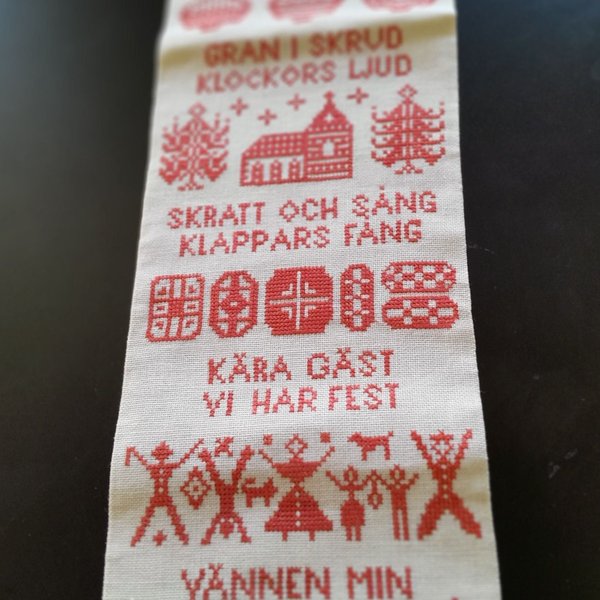 GRAN I SKRUD
KLOCKORS LJUD
SKRATT OCH SÅNG
KLAPPARS FÅNG
KÄRA GÄST
VI HAR FEST
VÄNNEN MIN